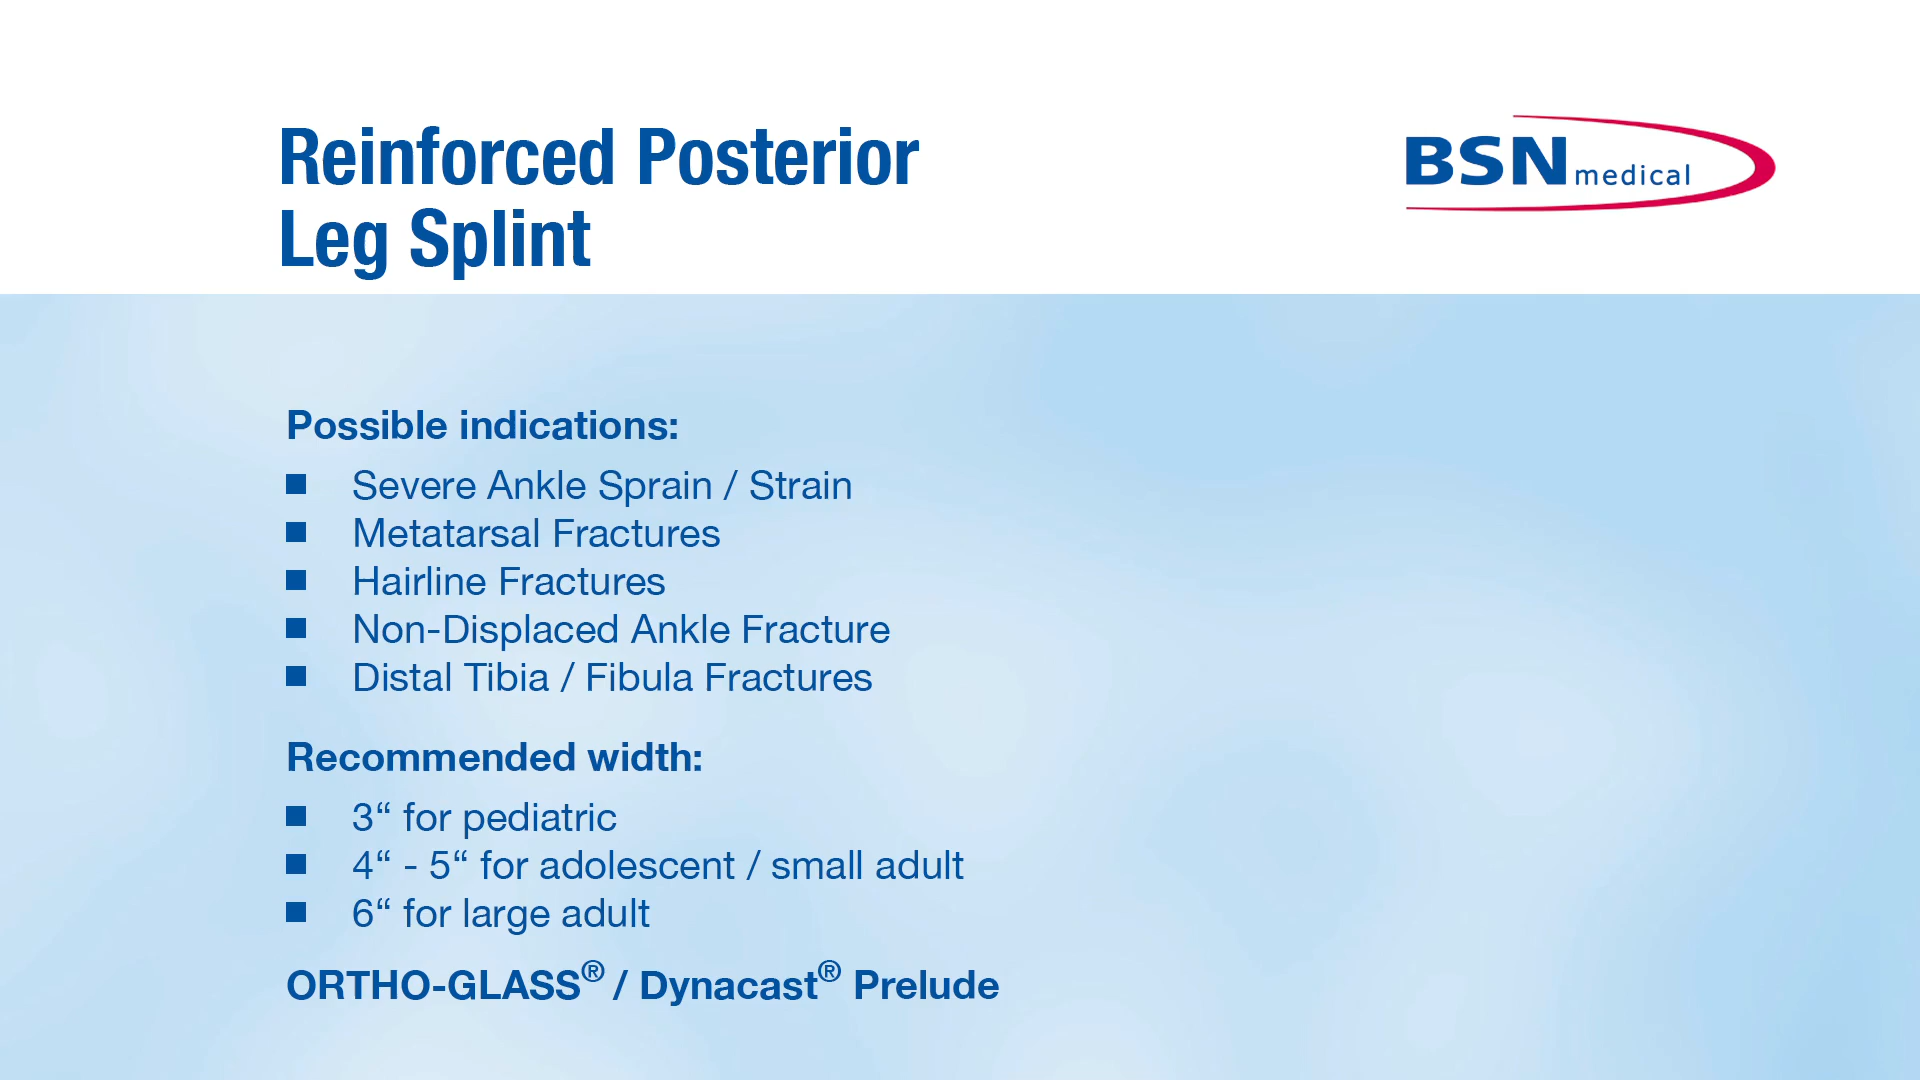 Reinforced Posterior
Leg Splint
BSN medical
Possible indications:
■ Severe Ankle Sprain / Strain
■ Metatarsal Fractures
■ Hairline Fractures
■ Non-Displaced Ankle Fracture
■ Distal Tibia / Fibula Fractures
Recommended width:
■ 3“ for pediatric
■ 4“ - 5“ for adolescent / small adult
■ 6“ for large adult
ORTHO-GLASS® / Dynacast® Prelude